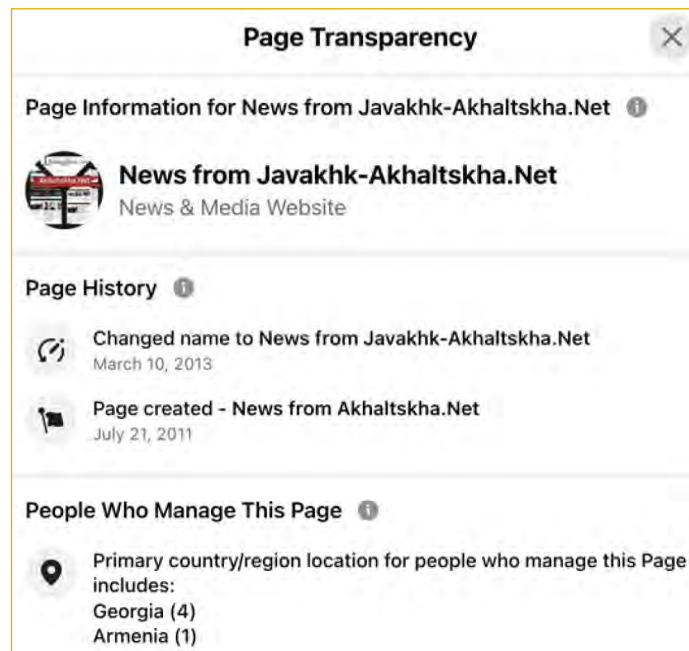 Page Transparency
Page Information for News from Javakhk-Akhaltskha.Net
News from Javakhk-Akhaltskha.Net
News & Media Website
Page History
Changed name to News from Javakhk-Akhaltskha.Net
March 10, 2013
Page created - News from Akhaltskha.Net
July 21, 2011
People Who Manage This Page
Primary country/region location for people who manage this Page
includes:
Georgia (4)
Armenia (1)